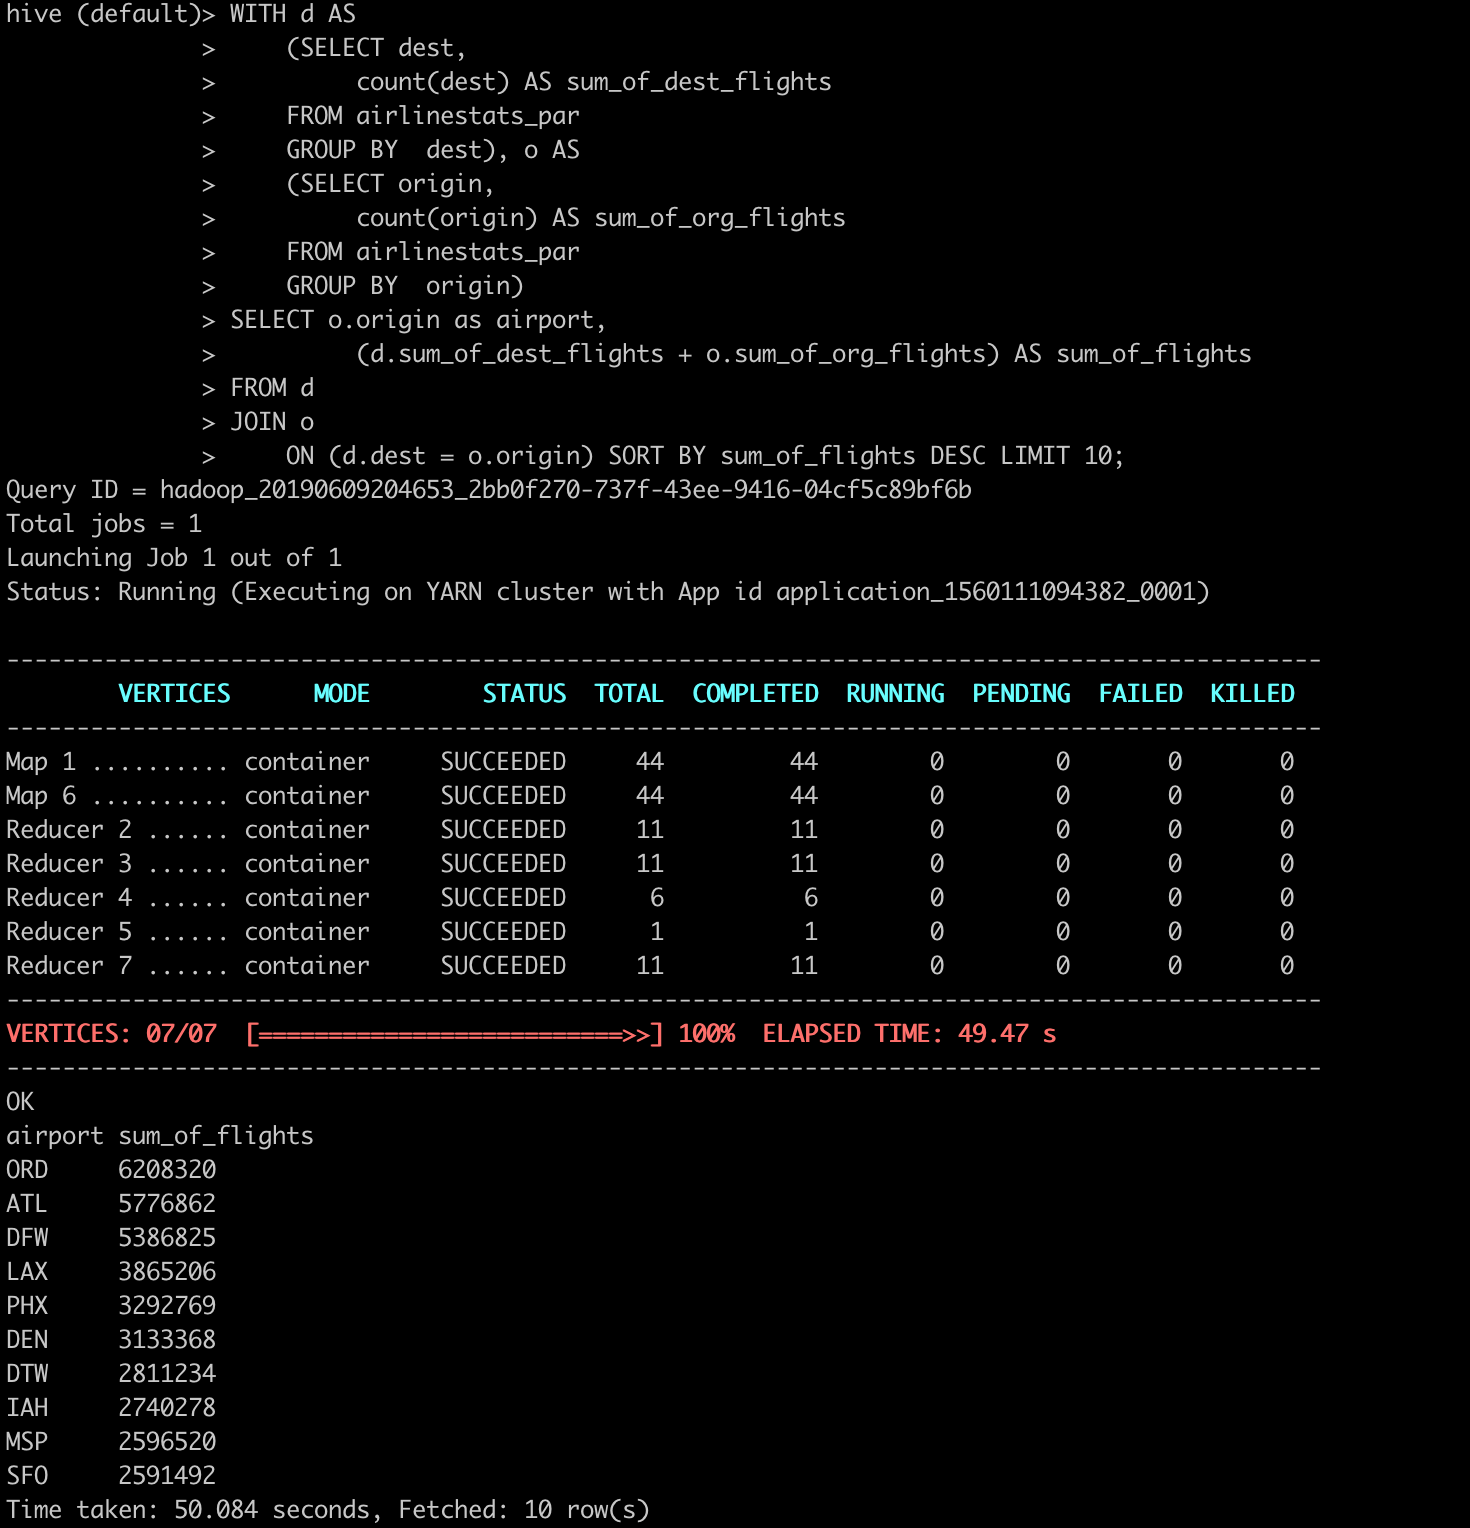 hive (default)> WITH d AS
              >     (SELECT dest,
              >          count(dest) AS sum_of_dest_flights
              >     FROM airlinestats_par
              >     GROUP BY  dest), o AS
              >     (SELECT origin,
              >          count(origin) AS sum_of_org_flights
              >     FROM airlinestats_par
              >     GROUP BY  origin)
              > SELECT o.origin as airport,
              >          (d.sum_of_dest_flights + o.sum_of_org_flights) AS sum_of_flights
              > FROM d
              > JOIN o
              >     ON (d.dest = o.origin) SORT BY sum_of_flights DESC LIMIT 10;
Query ID = hadoop_20190609204653_2bb0f270-737f-43ee-9416-04cf5c89bf6b
Total jobs = 1
Launching Job 1 out of 1
Status: Running (Executing on YARN cluster with App id application_1560111094382_0001)
----------------------------------------------------------------------------------------------
        VERTICES      MODE        STATUS  TOTAL  COMPLETED  RUNNING  PENDING  FAILED  KILLED
----------------------------------------------------------------------------------------------
Map 1 .......... container     SUCCEEDED     44         44        0        0       0       0
Map 6 .......... container     SUCCEEDED     44         44        0        0       0       0
Reducer 2 ...... container     SUCCEEDED     11         11        0        0       0       0
Reducer 3 ...... container     SUCCEEDED     11         11        0        0       0       0
Reducer 4 ...... container     SUCCEEDED      6          6        0        0       0       0
Reducer 5 ...... container     SUCCEEDED      1          1        0        0       0       0
Reducer 7 ...... container     SUCCEEDED     11         11        0        0       0       0
----------------------------------------------------------------------------------------------
VERTICES: 07/07  [==========================>>] 100%  ELAPSED TIME: 49.47 s
----------------------------------------------------------------------------------------------
OK
airport sum_of_flights
ORD     6208320
ATL     5776862
DFW     5386825
LAX     3865206
PHX     3292769
DEN     3133368
DTW     2811234
IAH     2740278
MSP     2596520
SFO     2591492
Time taken: 50.084 seconds, Fetched: 10 row(s)